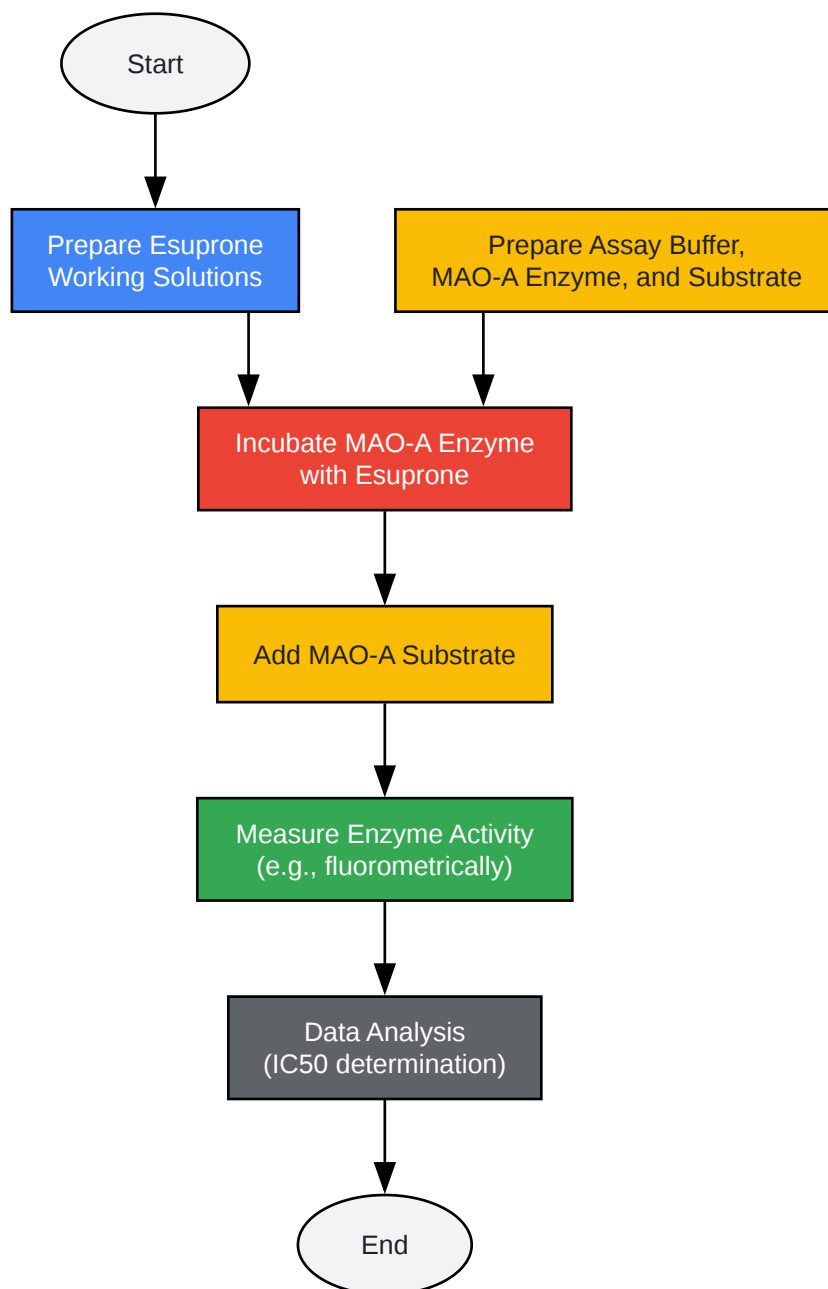 Start
Prepare Esuprone
Working Solutions
Prepare Assay Buffer,
MAO-A Enzyme, and Substrate
Incubate MAO-A Enzyme
with Esuprone
Add MAO-A Substrate
Measure Enzyme Activity
(e.g., fluorometrically)
Data Analysis
(IC50 determination)
End